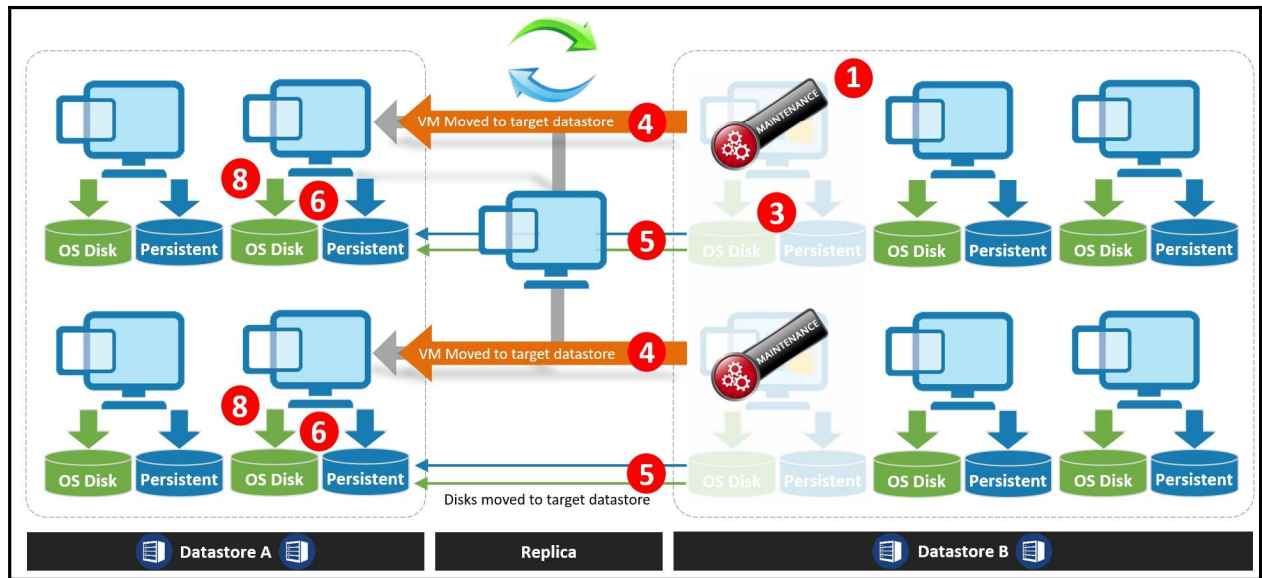 1
MAINTENANCE
VM Moved to target datastore 4
8
6
3
5
OS Disk Persistent OS Disk Persistent OS Disk Persistent OS Disk Persistent OS Disk Persistent
MAINTENANCE
VM Moved to target datastore 4
8
6
5
OS Disk Persistent OS Disk Persistent OS Disk Persistent OS Disk Persistent OS Disk Persistent
Disks moved to target datastore
Datastore A Replica Datastore B